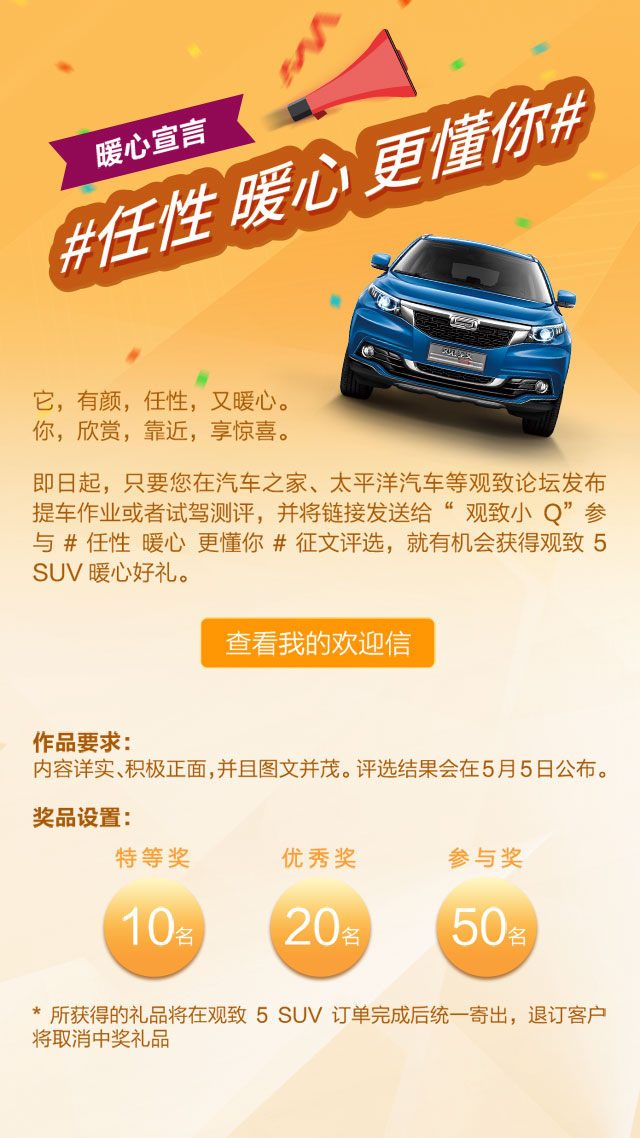 暖心宣言
#任性 暖心 更懂你#
观致
它，有颜，任性，又暖心。
你，欣赏，靠近，享惊喜。
即日起，只要您在汽车之家、太平洋汽车等观致论坛发布
提车作业或者试驾测评，并将链接发送给 “ 观致小 Q” 参
与 # 任性 暖心 更懂你 # 征文评选，就有机会获得观致 5
SUV 暖心好礼。
查看我的欢迎信
作品要求：
内容详实、积极正面，并且图文并茂。评选结果会在5月5日公布。
奖品设置：
特等奖 优秀奖 参与奖
10名 20名 50名
* 所获得的礼品将在观致 5 SUV 订单完成后统一寄出，退订客户
将取消中奖礼品